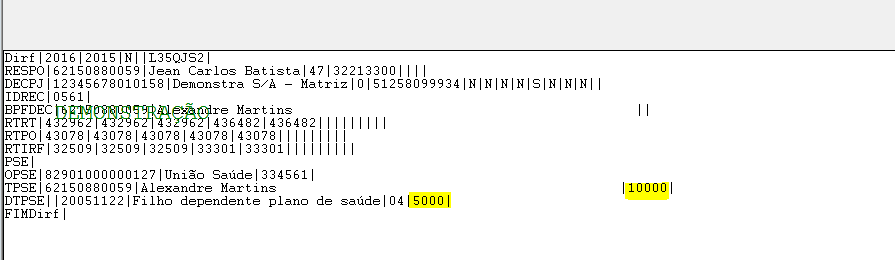 Dirf|2016|2015|N||L35QJS2|
RESPO|62150880059|Jean Carlos Batista|47|32213300||||
DECPJ|12345678010158|Demonstra S/A - Matriz|0|51258099934|N|N|N|N|S|N|N|N||
IDREC|0561|
BPFDEC|62150880059|Alexandre Martins ||
DEMONSTRAÇÃO
RTRT|432962|432962|432962|436482|436482|||||||||
RTPO|43078|43078|43078|43078|43078|||||||||
RTIRF|32509|32509|32509|33301|33301|||||||||
PSE|
OPSE|82901000000127|União Saúde|334561|
TPSE|62150880059|Alexandre Martins |10000|
DTPSE||20051122|Filho dependente plano de saúde|04|5000|
FIMDirf|